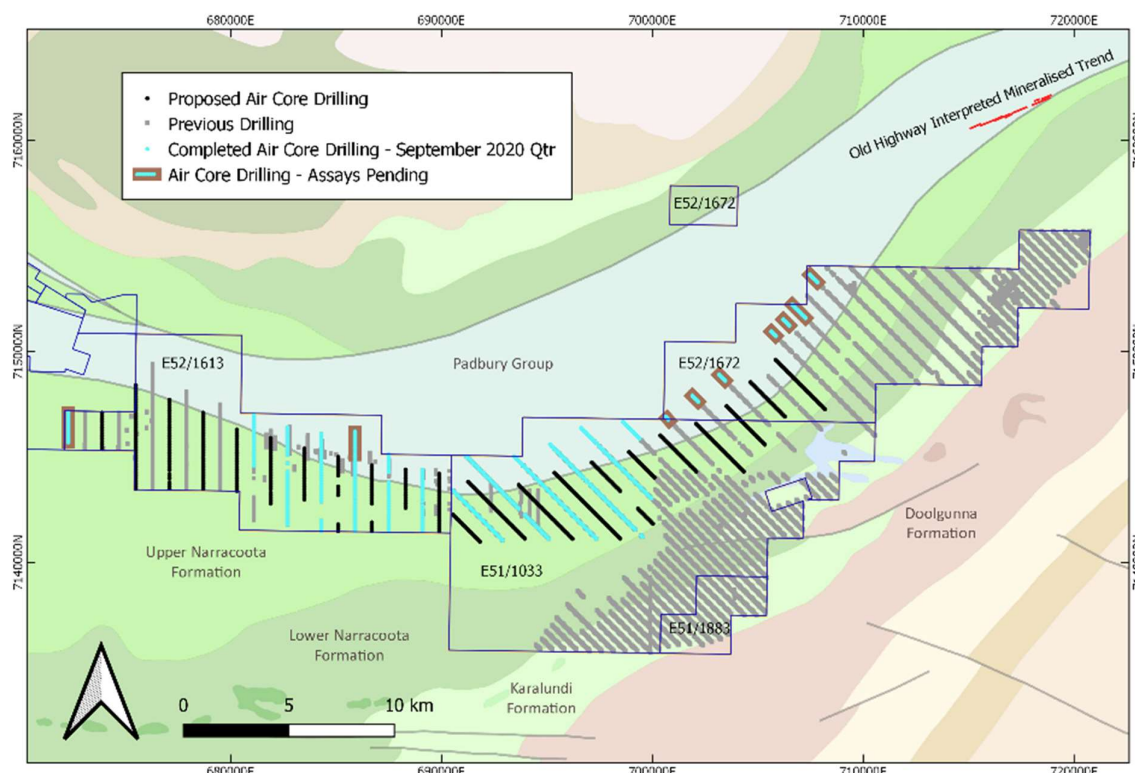 680000E
690000E
700000E
710000E
720000E
Proposed Air Core Drilling
Previous Drilling
Completed Air Core Drilling - September 2020 Qtr
Air Core Drilling - Assays Pending
Old Highway Interpreted Mineralised Trend
7160000N
E52/1672
7150000N
E52/1613
Padbury Group
E52/1672
Doolgunna
Formation
Upper Narracoota
Formation
7140000N
E51/1033
E51/1883
Lower Narracoota
Formation
Karalundi
Formation
0
5
10 km
680000E
690000E
700000E
710000E
720000E